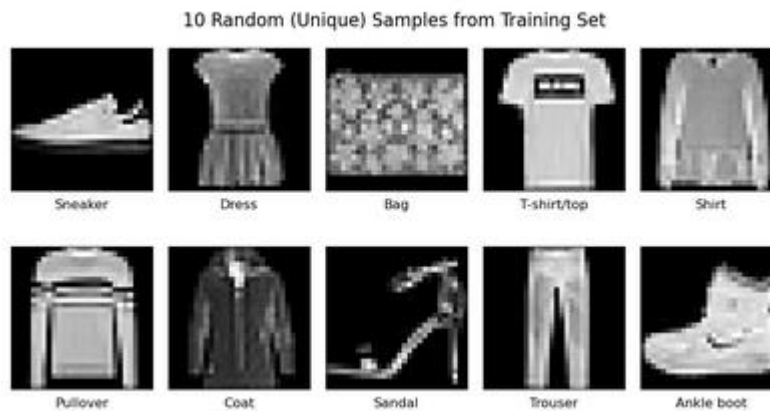 10 Random (Unique) Samples from Training Set
Sneaker
Dress
Bag
T-shirt/top
Shirt
Pullover
Coat
Sandal
Trouser
Ankle boot